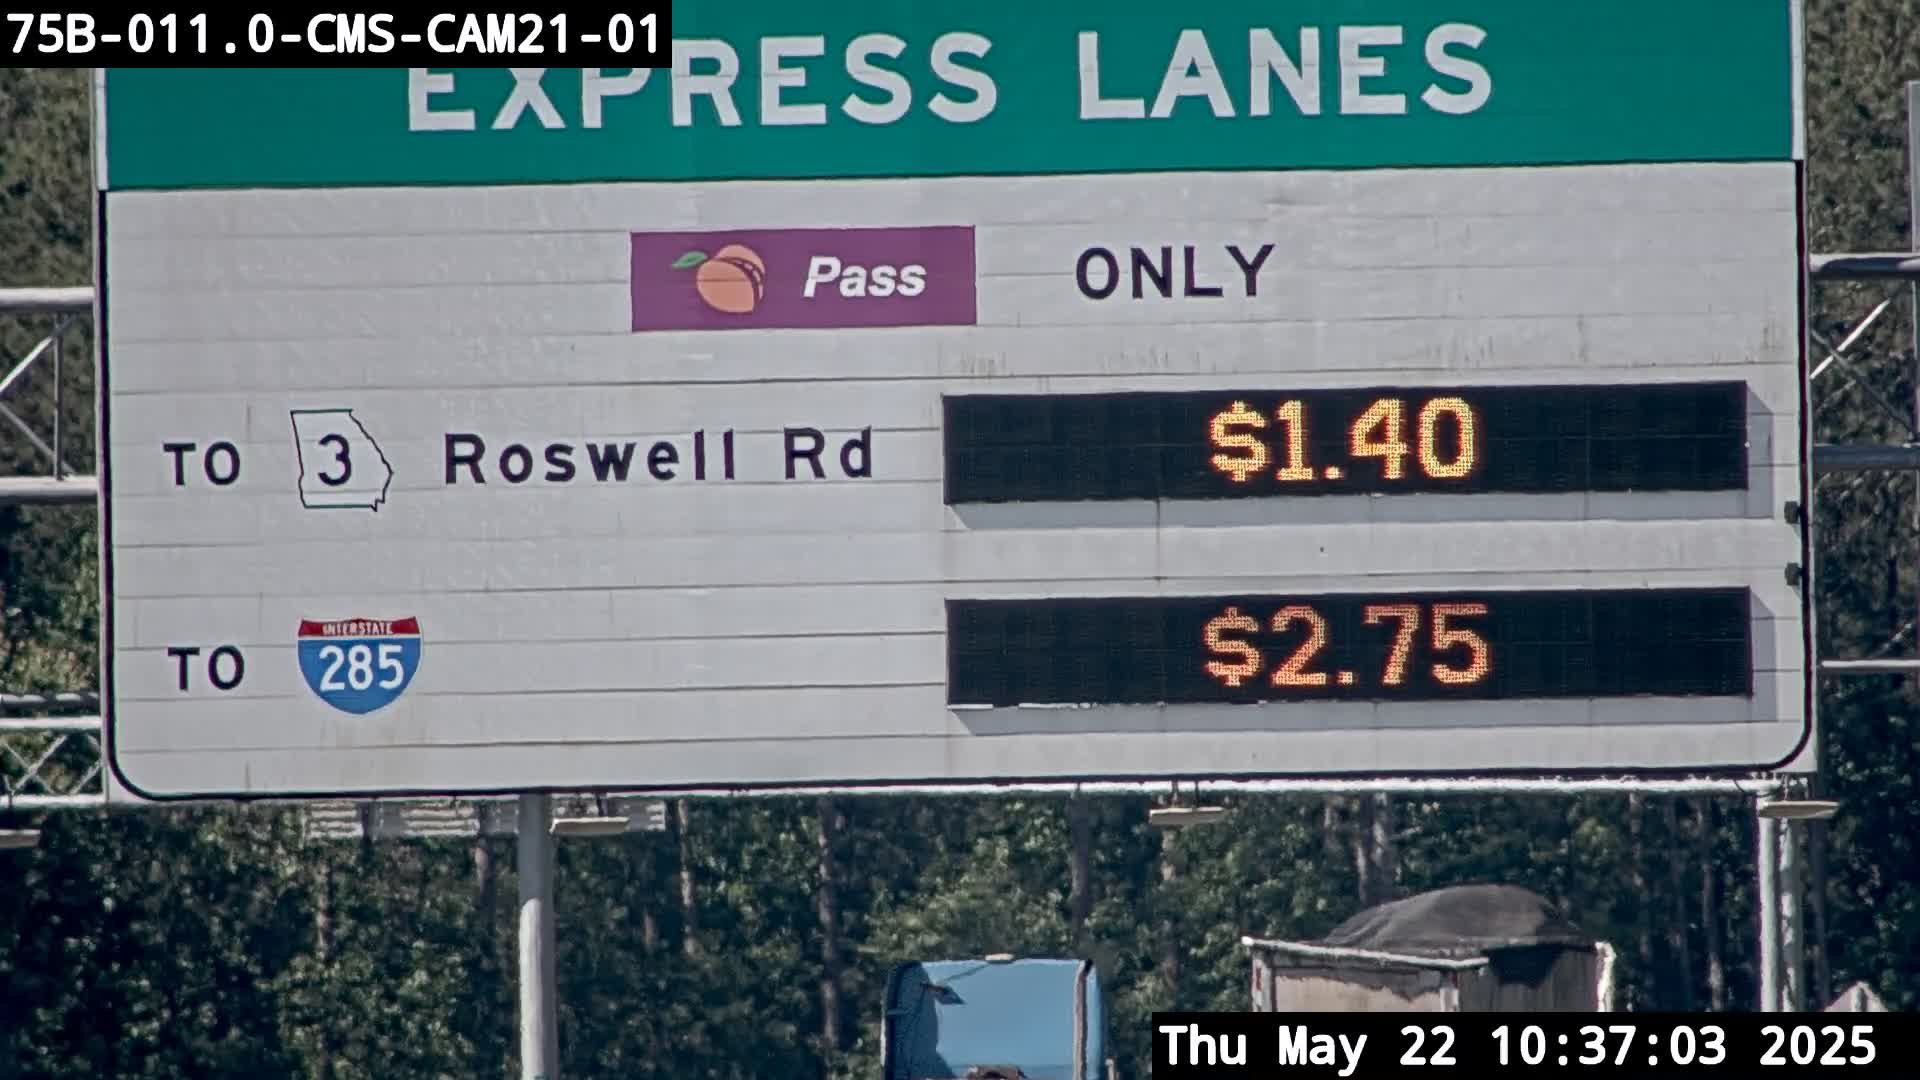 75B-011.0-CMS-CAM21-01
EXPRESS LANES
Pass ONLY
TO 3 Roswell Rd $1.40
TO INTERSTATE 285 $2.75
Thu May 22 10:37:03 2025